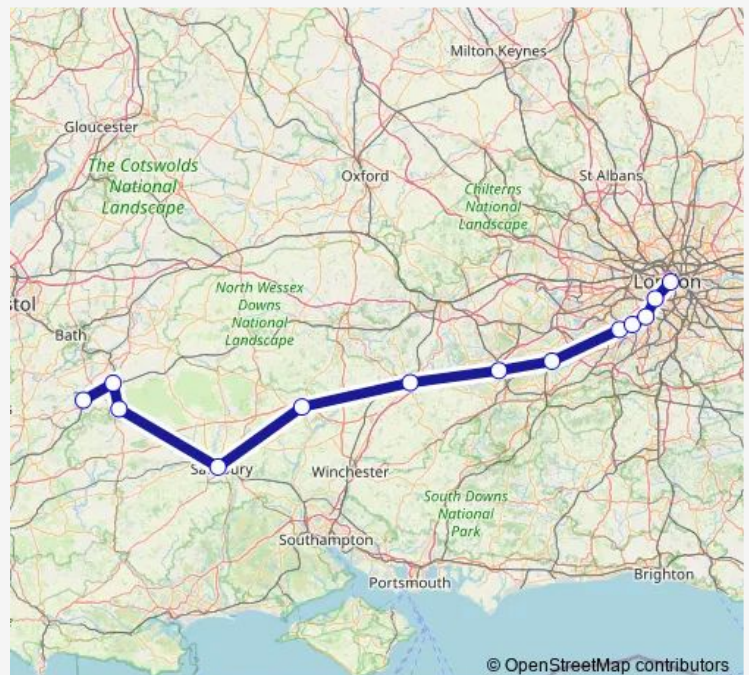 Milton Keynes
Gloucester
The Cotswolds
National
Landscape
Oxford
St Albans
Chilterns
National
Landscape
North Wessex
Downs
National
Landscape
London
stol
Bath
Salisbury
Winchester
South Downs
National
Park
Southampton
Portsmouth
Brighton
© OpenStreetMap contributors